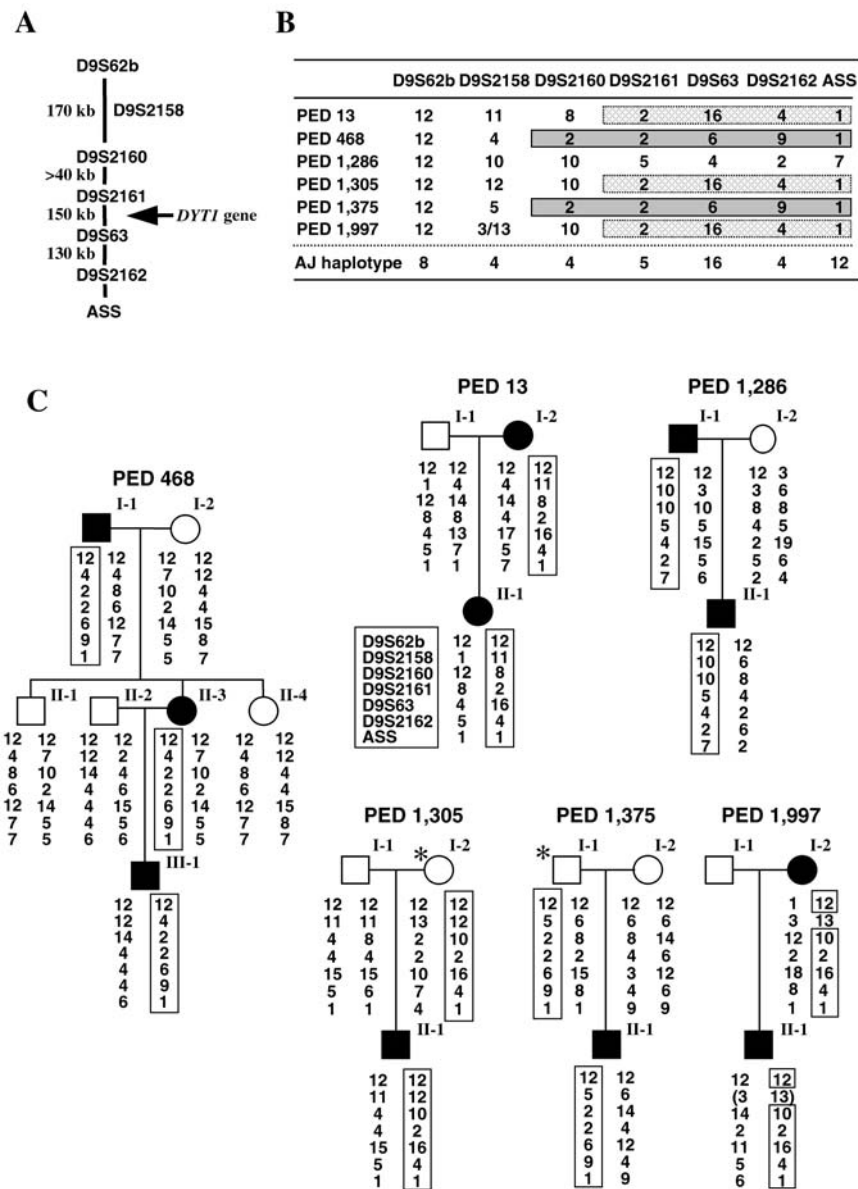 A
D9S62b
170 kb D9S2158
D9S2160
>40 kb
D9S2161
150 kb DYT1 gene
D9S63
130 kb
D9S2162
ASS
B
D9S62b D9S2158 D9S2160 D9S2161 D9S63 D9S2162 ASS
PED 13 12 11 8 2 16 4 1
PED 468 12 4 2 2 6 9 1
PED 1,286 12 10 10 5 4 2 7
PED 1,305 12 12 10 2 16 4 1
PED 1,375 12 5 2 2 6 9 1
PED 1,997 12 3/13 10 2 16 4 1
AJ haplotype 8 4 4 5 16 4 12
C
PED 468
I-1 I-2
12 12 12 12
4 4 7 12
2 8 10 4
2 6 2 4
6 12 14 15
9 7 5 8
1 7 5 7
II-1 II-2 II-3 II-4
12 12 12 12 12 12 12 12
4 7 12 2 4 7 4 12
8 10 14 4 2 10 8 4
6 2 4 6 2 2 6 4
12 14 4 15 6 14 12 15
7 5 4 5 9 5 7 8
7 5 6 6 1 5 7 7
III-1
12 12
12 4
14 2
4 2
4 6
4 9
6 1
PED 13
I-1 I-2
12 12 12 12
1 4 4 11
12 14 14 8
8 8 4 2
4 13 17 16
5 7 5 4
1 1 7 1
II-1
D9S62b 12 12
D9S2158 1 11
D9S2160 12 8
D9S2161 8 2
D9S63 4 16
D9S2162 5 4
ASS 1 1
PED 1,286
I-1 I-2
12 12 12 3
10 3 3 6
10 10 8 8
5 5 4 5
4 15 2 19
2 5 5 6
7 6 2 4
II-1
12 12
10 6
10 8
5 4
4 2
2 6
7 2
PED 1,305
I-1 * I-2
12 12 12 12
11 11 13 12
4 8 2 10
4 4 2 2
15 15 10 16
5 6 7 4
1 1 4 1
II-1
12 12
11 12
4 10
4 2
15 16
5 4
1 1
PED 1,375
* I-1 I-2
12 12 12 12
5 6 6 6
2 8 8 14
2 2 4 6
6 15 3 12
9 8 4 6
1 1 9 9
II-1
12 12
5 6
2 14
2 4
6 12
9 4
1 9
PED 1,997
I-1 I-2
1 12
3 13
12 10
2 2
18 16
8 4
1 1
II-1
12 12
(3 13)
14 10
2 2
11 16
5 4
6 1